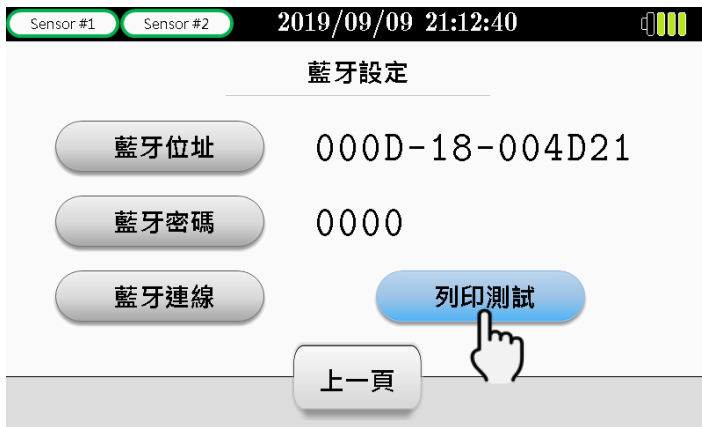 Sensor #1 Sensor #2 2019/09/09 21:12:40
藍牙設定
藍牙位址 000D-18-004D21
藍牙密碼 0000
藍牙連線 列印測試
上一頁